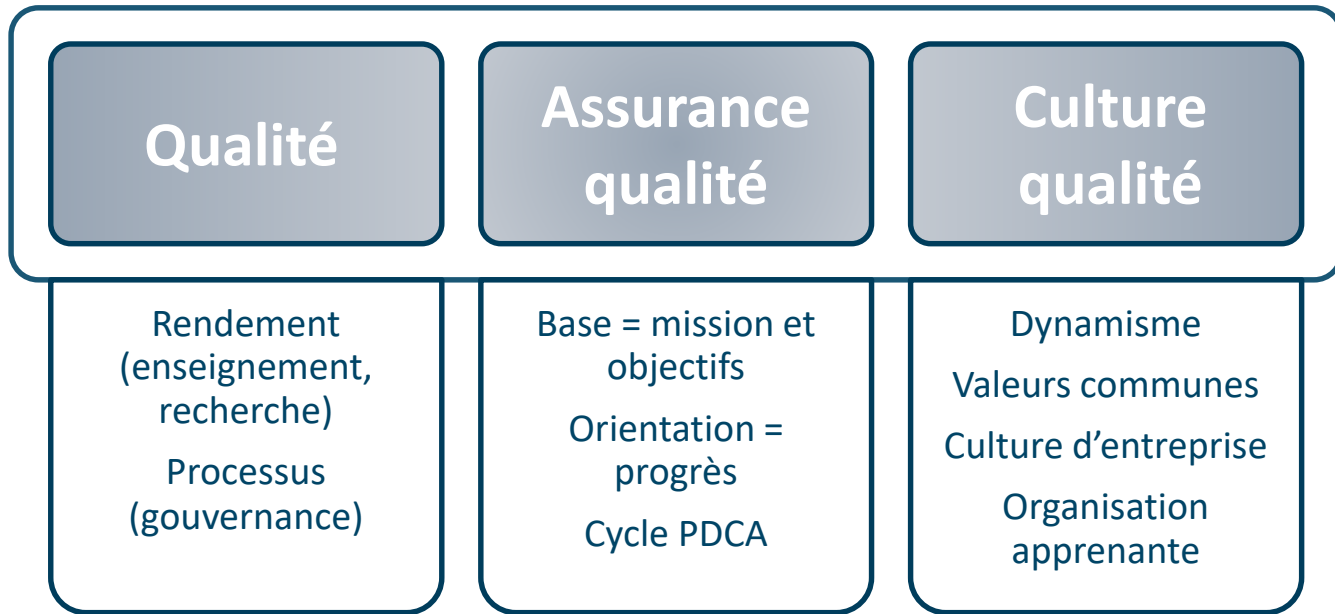 Qualité
Rendement
(enseignement,
recherche)
Processus
(gouvernance)
Assurance
qualité
Base = mission et
objectifs
Orientation =
progrès
Cycle PDCA
Culture
qualité
Dynamisme
Valeurs communes
Culture d’entreprise
Organisation
apprenante